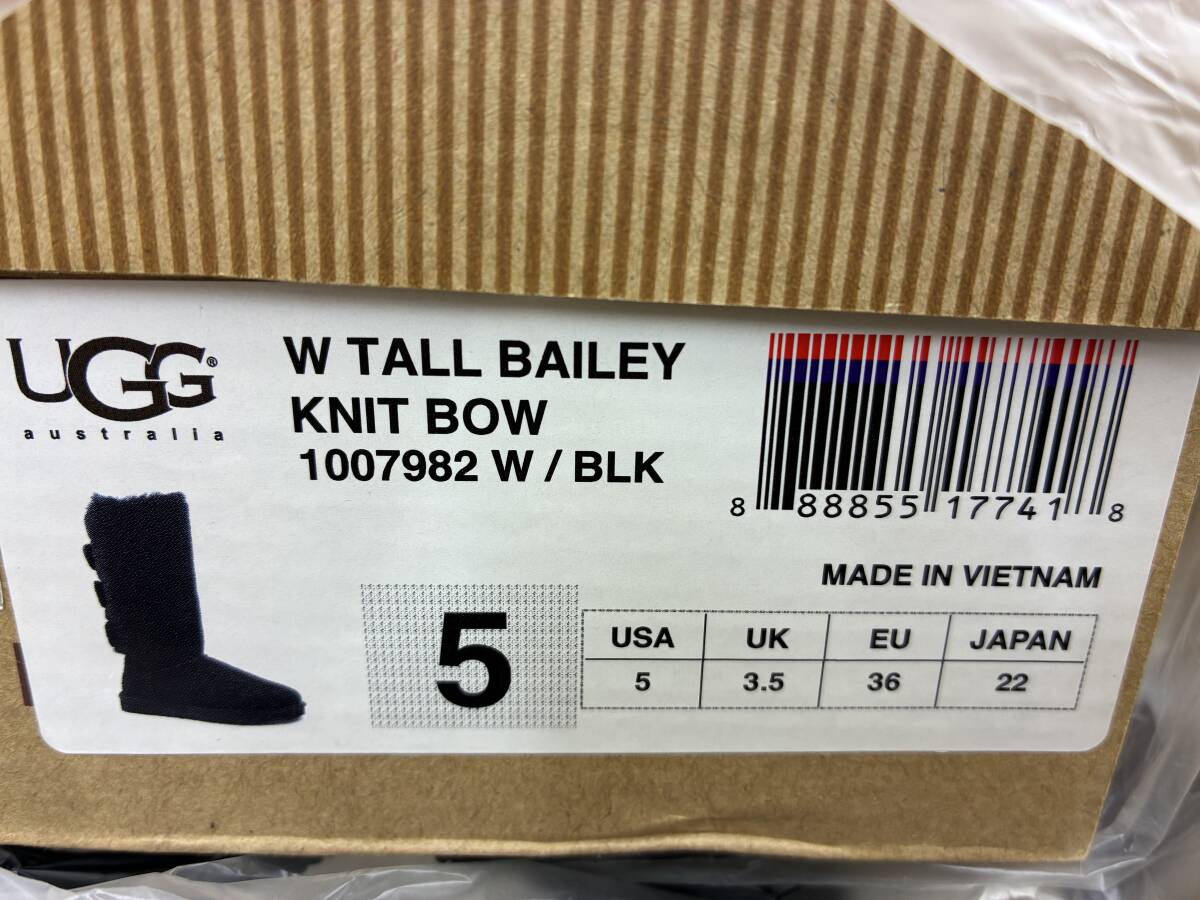 UGG®
australia
W TALL BAILEY
KNIT BOW
1007982 W / BLK
8 88855 17741 8
MADE IN VIETNAM
5
USA UK EU JAPAN
5 3.5 36 22